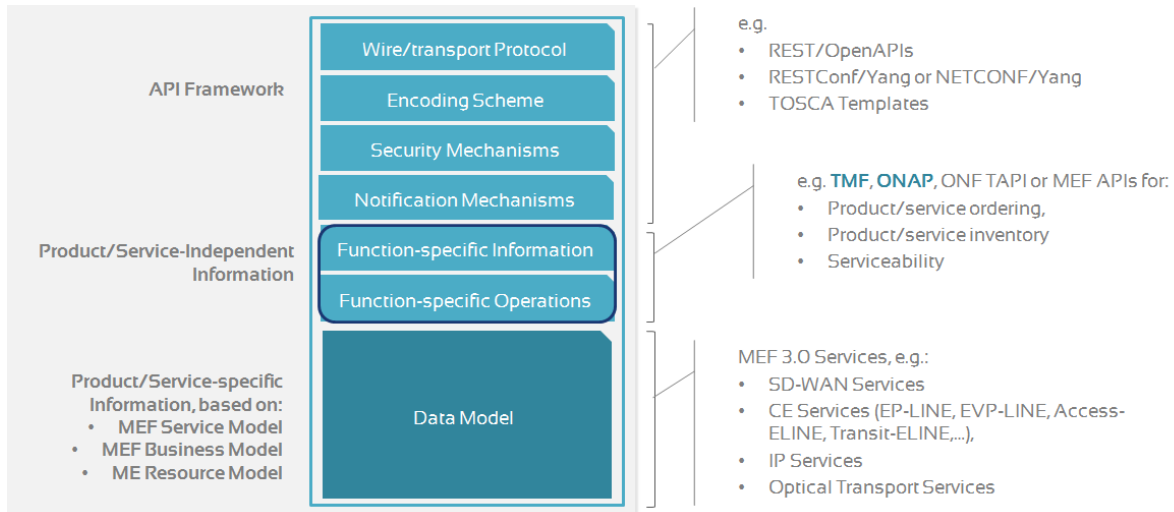 API Framework
Wire/transport Protocol
Encoding Scheme
Security Mechanisms
Notification Mechanisms
e.g.
• REST/OpenAPIs
• RESTConf/Yang or NETCONF/Yang
• TOSCA Templates
Product/Service-Independent
Information
Function-specific Information
Function-specific Operations
e.g. TMF, ONAP, ONF TAPI or MEF APIs for:
• Product/service ordering,
• Product/service inventory
• Serviceability
Product/Service-specific
Information, based on:
• MEF Service Model
• MEF Business Model
• ME Resource Model
Data Model
MEF 3.0 Services, e.g.:
• SD-WAN Services
• CE Services (EP-LINE, EVP-LINE, Access-
ELINE, Transit-ELINE,...),
• IP Services
• Optical Transport Services